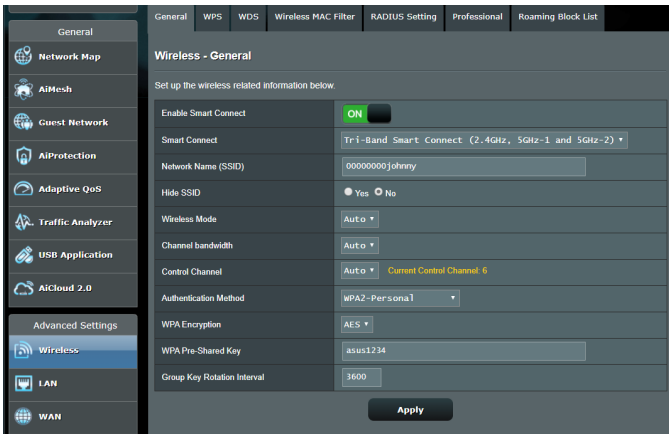 General
Network Map
AiMesh
Guest Network
AiProtection
Adaptive QoS
Traffic Analyzer
USB Application
AiCloud 2.0
Advanced Settings
Wireless
LAN
WAN
General WPS WDS Wireless MAC Filter RADIUS Setting Professional Roaming Block List
Wireless - General
Set up the wireless related information below.
Enable Smart Connect ON
Smart Connect Tri-Band Smart Connect (2.4GHz, 5GHz-1 and 5GHz-2)
Network Name (SSID) 00000000johnny
Hide SSID Yes No
Wireless Mode Auto
Channel bandwidth Auto
Control Channel Auto Current Control Channel: 6
Authentication Method WPA2-Personal
WPA Encryption AES
WPA Pre-Shared Key asus1234
Group Key Rotation Interval 3600
Apply